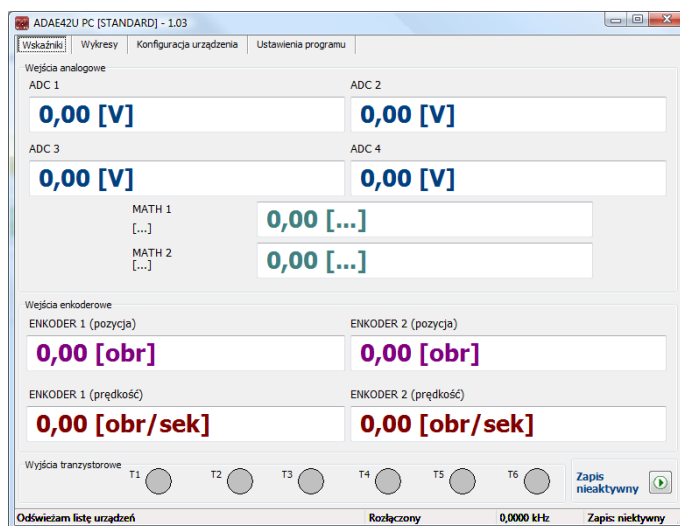 ADAE42U PC [STANDARD] - 1.03
Wskaźniki Wykresy Konfiguracja urządzenia Ustawienia programu
Wejścia analogowe
ADC 1 ADC 2
0,00 [V] 0,00 [V]
ADC 3 ADC 4
0,00 [V] 0,00 [V]
MATH 1
[...] 0,00 [...]
MATH 2
[...] 0,00 [...]
Wejścia enkoderowe
ENKODER 1 (pozycja) ENKODER 2 (pozycja)
0,00 [obr] 0,00 [obr]
ENKODER 1 (prędkość) ENKODER 2 (prędkość)
0,00 [obr/sek] 0,00 [obr/sek]
Wyjścia tranzystorowe T1 T2 T3 T4 T5 T6
Zapis
nieaktywny
Odświeżam listę urządzeń Rozłączony 0,0000 kHz Zapis: niektywny